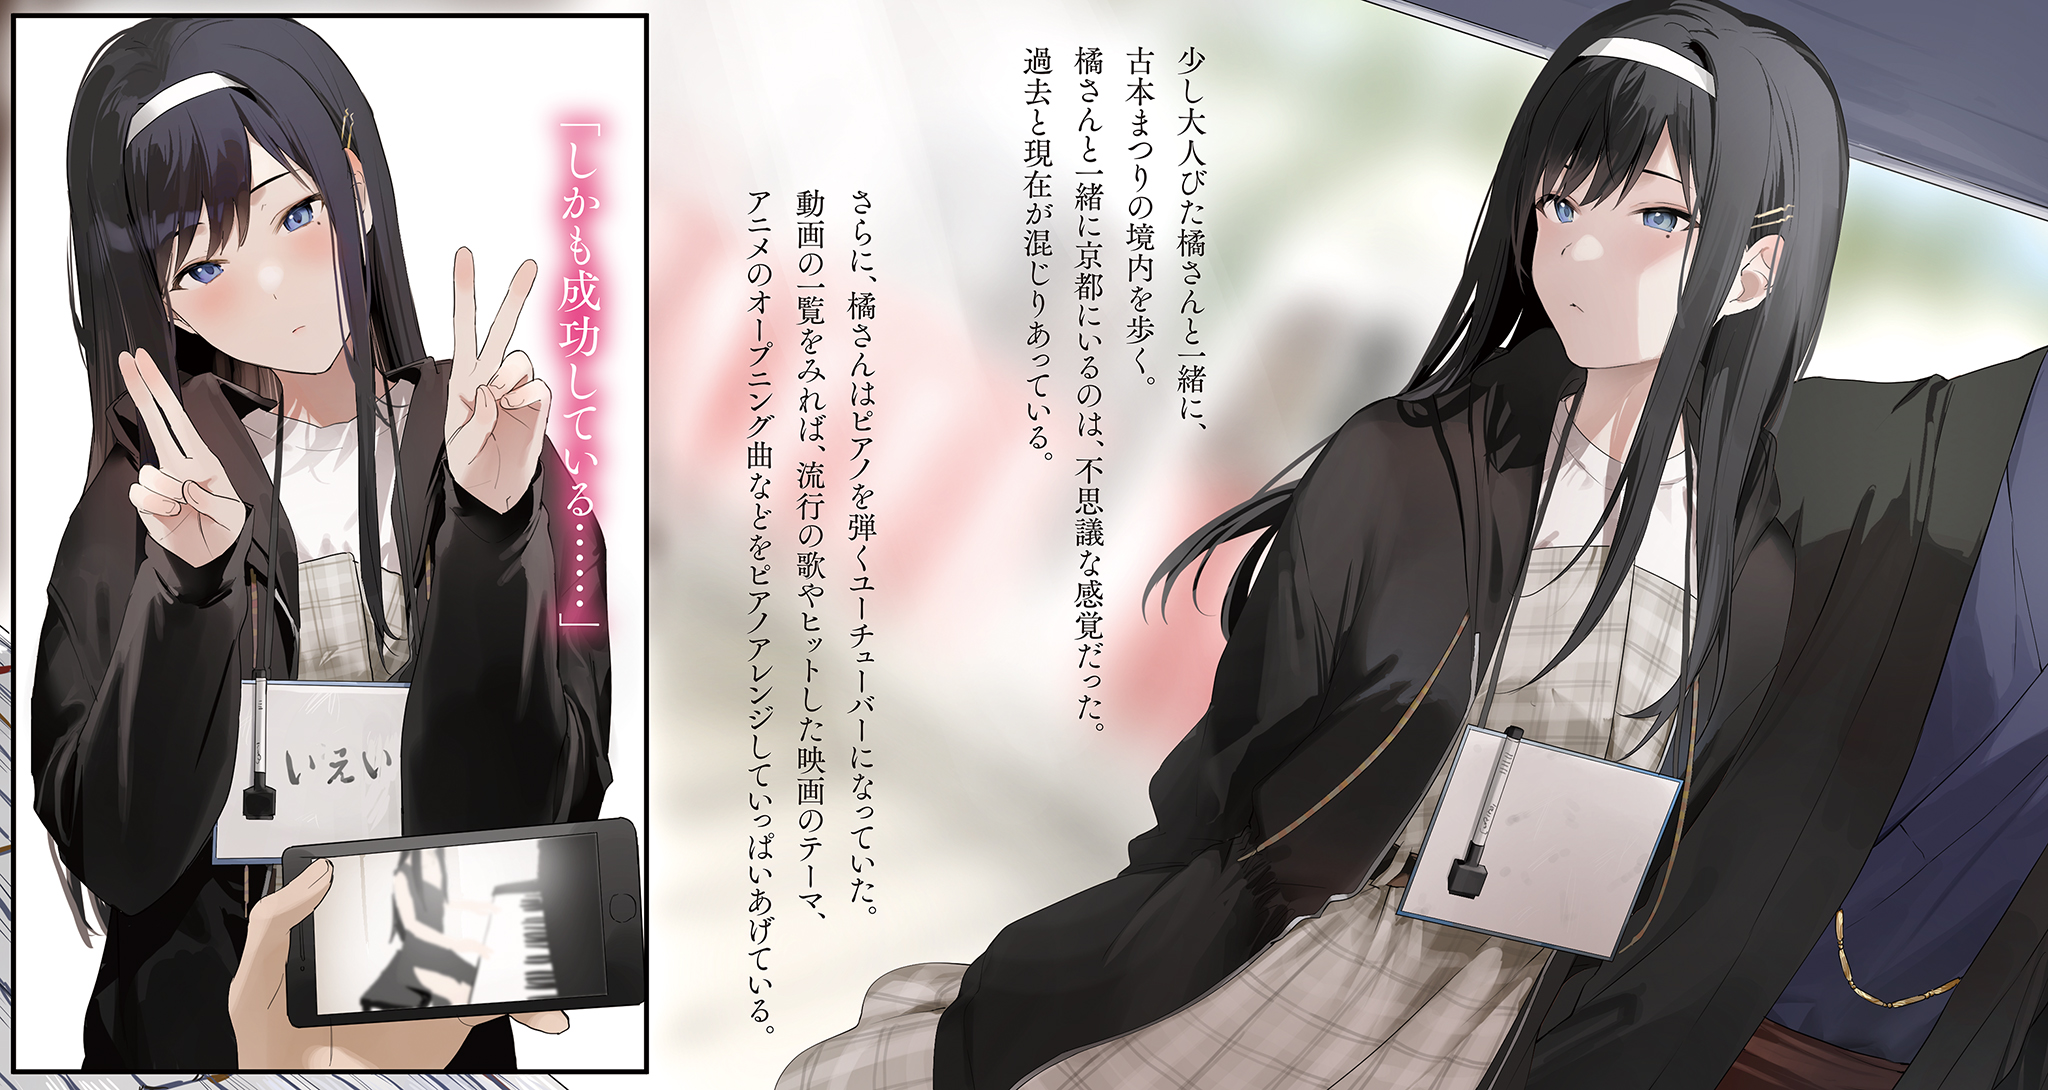 少し大人びた橘さんと一緒に、
古本まつりの境内を歩く。
橘さんと一緒に京都にいるのは、不思議な感覚だった。
過去と現在が混じりあっている。
さらに、橘さんはピアノを弾くユーチューバーになっていた。
動画の一覧をみれば、流行の歌やヒットした映画のテーマ、
アニメのオープニング曲などをピアノアレンジしていっぱいあげている。
「しかも成功している……」
いえい